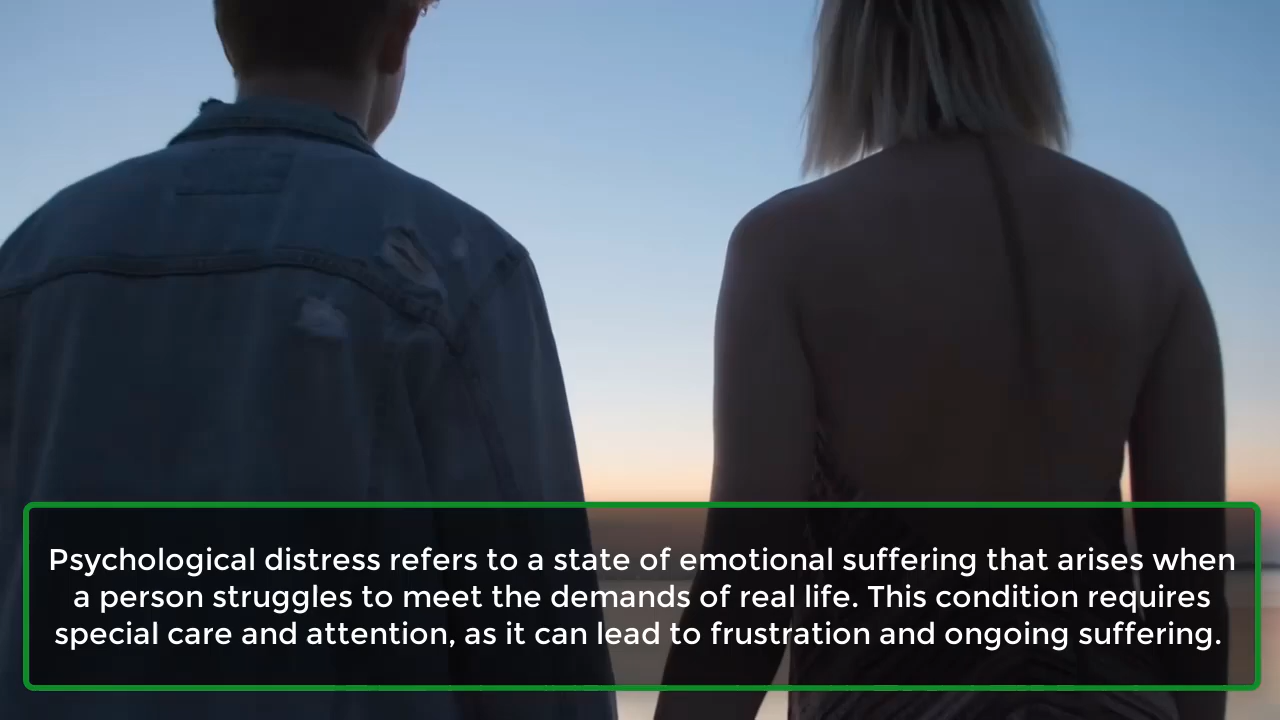 Psychological distress refers to a state of emotional suffering that arises when
a person struggles to meet the demands of real life. This condition requires
special care and attention, as it can lead to frustration and ongoing suffering.